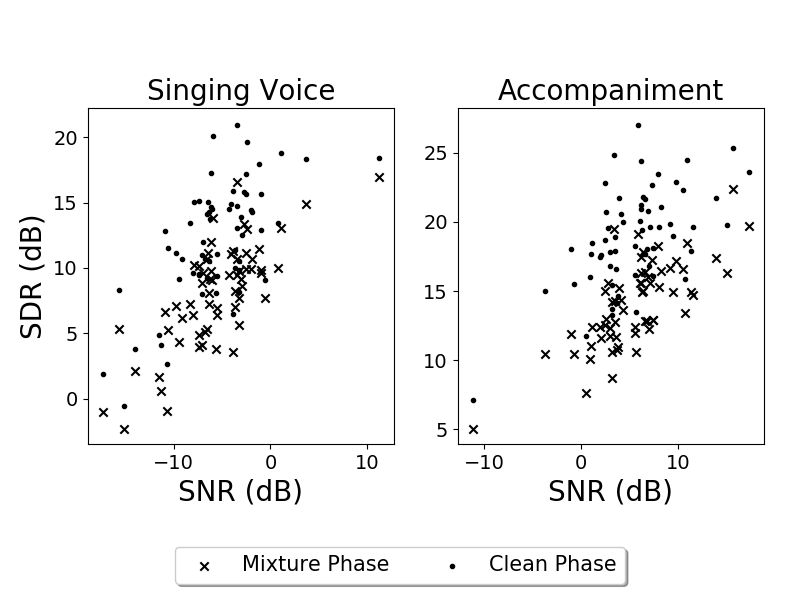 Singing Voice
20
15
10
5
0
SDR (dB)
−10 0 10
SNR (dB)
Accompaniment
25
20
15
10
5
−10 0 10
SNR (dB)
Mixture Phase Clean Phase